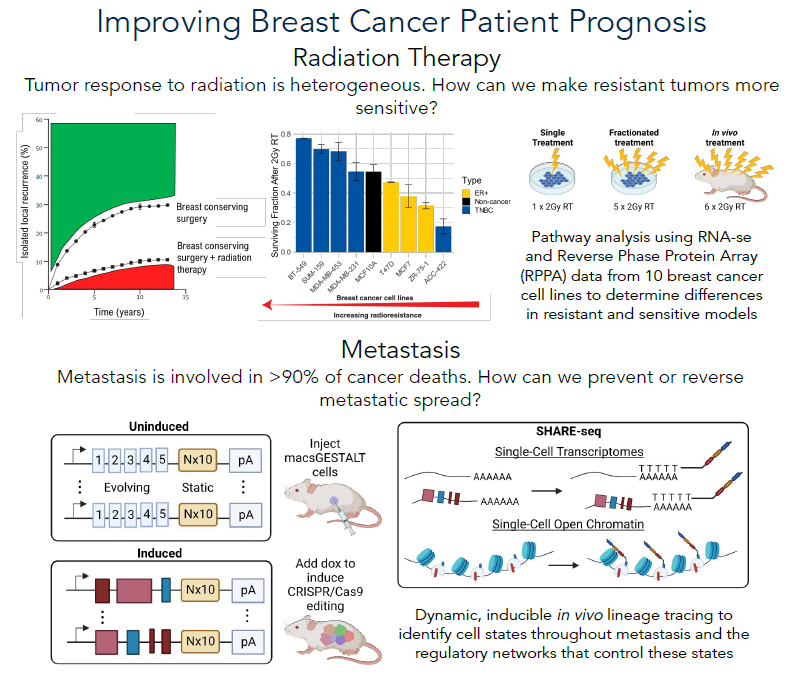 Improving Breast Cancer Patient Prognosis
Radiation Therapy
Tumor response to radiation is heterogeneous. How can we make resistant tumors more
sensitive?
Isolated local recurrence (%)
60
50
40
30
20
10
0
0
5
10
15
Time (years)
Breast conserving
surgery
Breast conserving
surgery + radiation
therapy
Surviving Fraction After 2Gy RT
0.8
0.6
0.4
0.2
0.0
BT-549
SUM-159
MDA-MB-453
MDA-MB-231
MCF10A
T47D
MCF7
ZR-75-1
ACC-422
Type
ER+
Non-cancer
TNBC
Breast cancer cell lines
Increasing radioresistance
Single
Treatment
1 x 2Gy RT
Fractionated
treatment
5 x 2Gy RT
In vivo
treatment
6 x 2Gy RT
Pathway analysis using RNA-se
and Reverse Phase Protein Array
(RPPA) data from 10 breast cancer
cell lines to determine differences
in resistant and sensitive models
Metastasis
Metastasis is involved in >90% of cancer deaths. How can we prevent or reverse
metastatic spread?
Uninduced
1 2 3 4 5 Nx10 pA
Evolving Static
1 2 3 4 5 Nx10 pA
Induced
Nx10 pA
Nx10 pA
Inject
macsGESTALT
cells
Add dox to
induce
CRISPR/Cas9
editing
SHARE-seq
Single-Cell Transcriptomes
AAAAAA
TTTTT
AAAAAA
AAAAAA
TTTTT
AAAAAA
Single-Cell Open Chromatin
Dynamic, inducible in vivo lineage tracing to
identify cell states throughout metastasis and the
regulatory networks that control these states